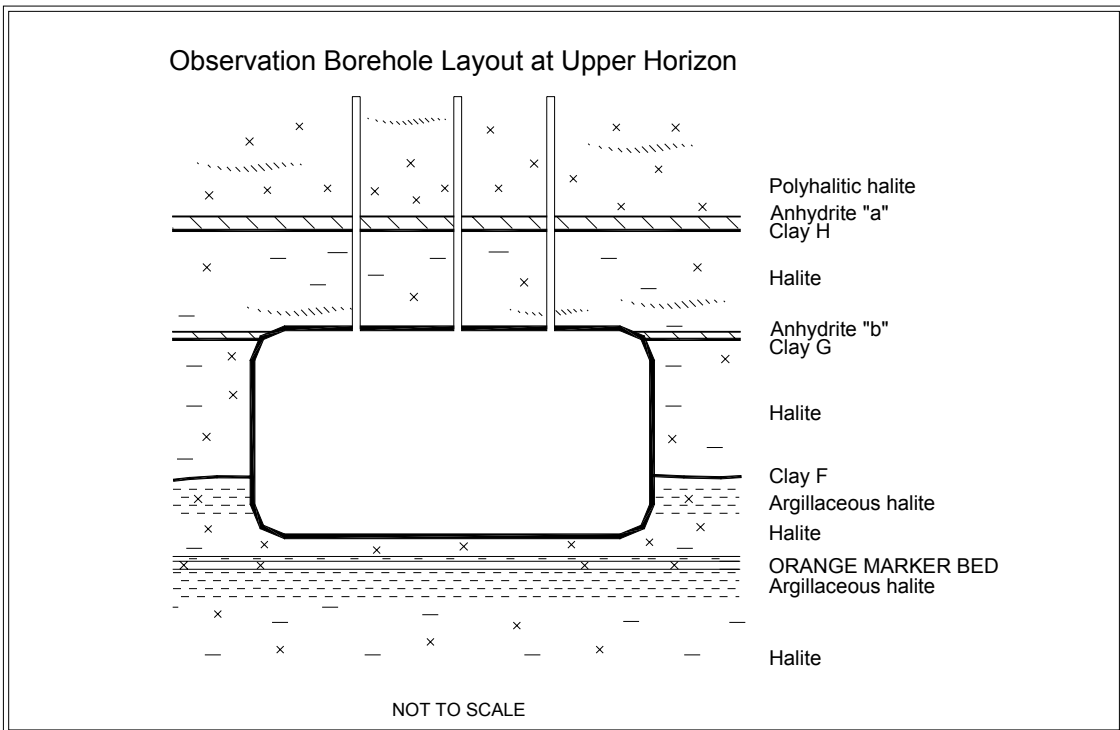 Observation Borehole Layout at Upper Horizon
Polyhalitic halite
Anhydrite "a"
Clay H
Halite
Anhydrite "b"
Clay G
Halite
Clay F
Argillaceous halite
Halite
ORANGE MARKER BED
Argillaceous halite
Halite
NOT TO SCALE